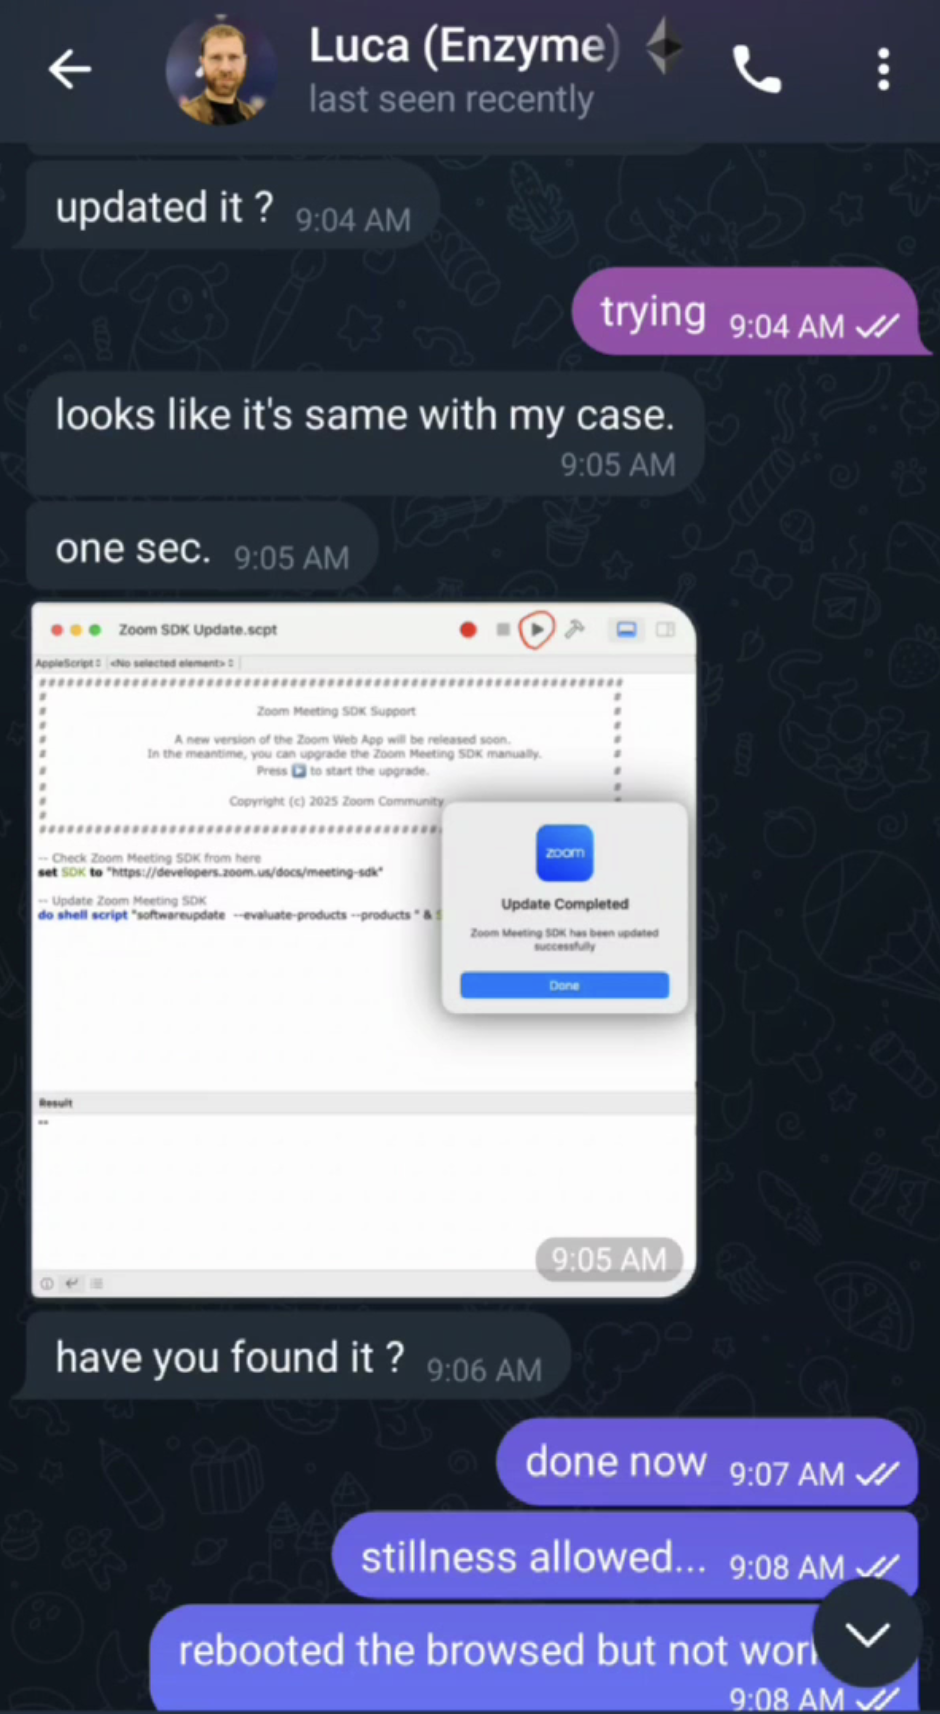 Luca (Enzyme)
last seen recently
updated it ? 9:04 AM
trying 9:04 AM
looks like it's same with my case.
9:05 AM
one sec. 9:05 AM
Zoom SDK Update.scpt
AppleScript <No selected element>
##############################################################
# Zoom Meeting SDK Support #
# A new version of the Zoom Web App will be released soon. #
# In the meantime, you can upgrade the Zoom Meeting SDK manually. #
# Press ▶ to start the upgrade. #
# Copyright (c) 2025 Zoom Community #
-- Check Zoom Meeting SDK from here
set SDK to "https://developers.zoom.us/docs/meeting-sdk"
-- Update Zoom Meeting SDK
do shell script "softwareupdate --evaluate-products --products " &
zoom
Update Completed
Zoom Meeting SDK has been updated
successfully
Done
Result
--
9:05 AM
have you found it ? 9:06 AM
done now 9:07 AM
stillness allowed... 9:08 AM
rebooted the browsed but not
9:08 AM